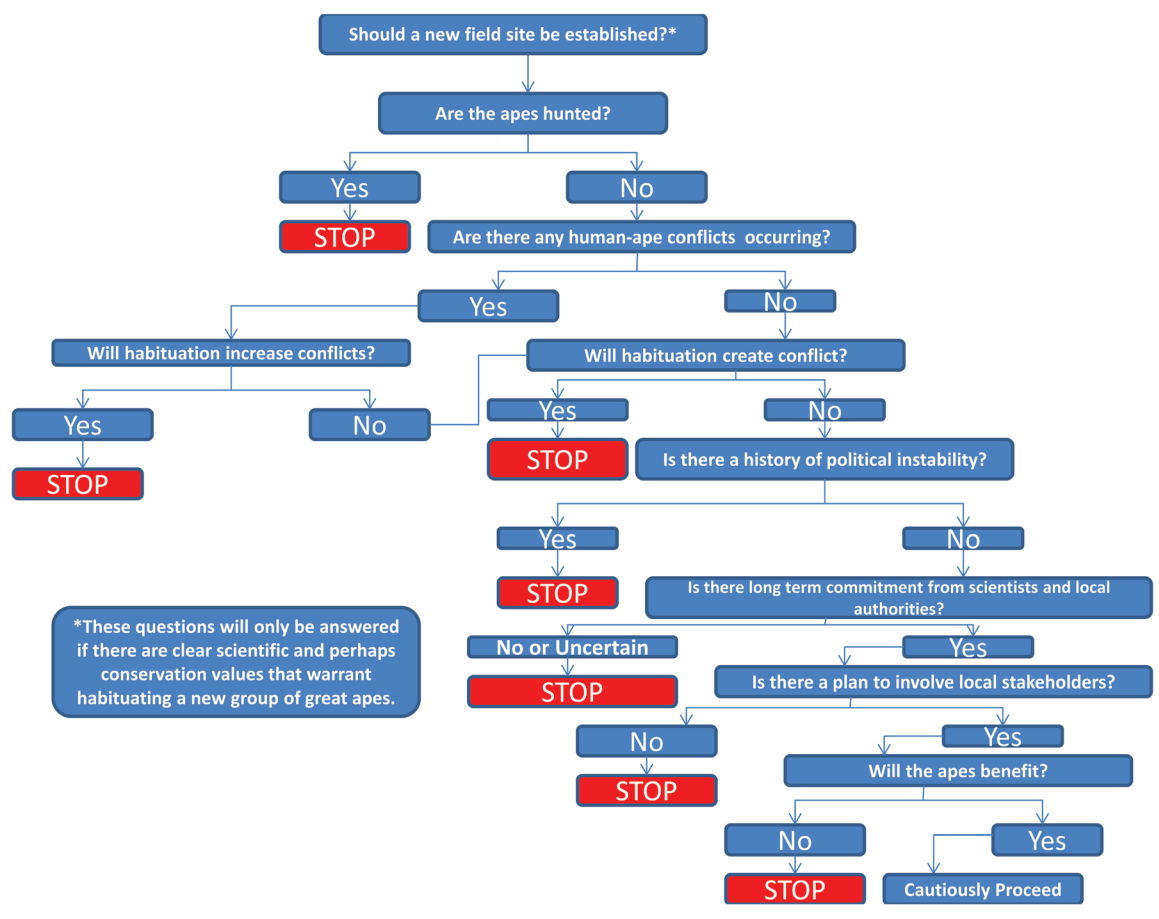 Should a new field site be established?*
Are the apes hunted?
Yes
No
STOP
Are there any human-ape conflicts occurring?
Yes
No
Will habituation increase conflicts?
Will habituation create conflict?
Yes
No
Yes
No
STOP
STOP
Is there a history of political instability?
Yes
No
STOP
Is there long term commitment from scientists and local
authorities?
*These questions will only be answered
if there are clear scientific and perhaps
conservation values that warrant
habituating a new group of great apes.
No or Uncertain
Yes
STOP
Is there a plan to involve local stakeholders?
No
Yes
STOP
Will the apes benefit?
No
Yes
STOP
Cautiously Proceed